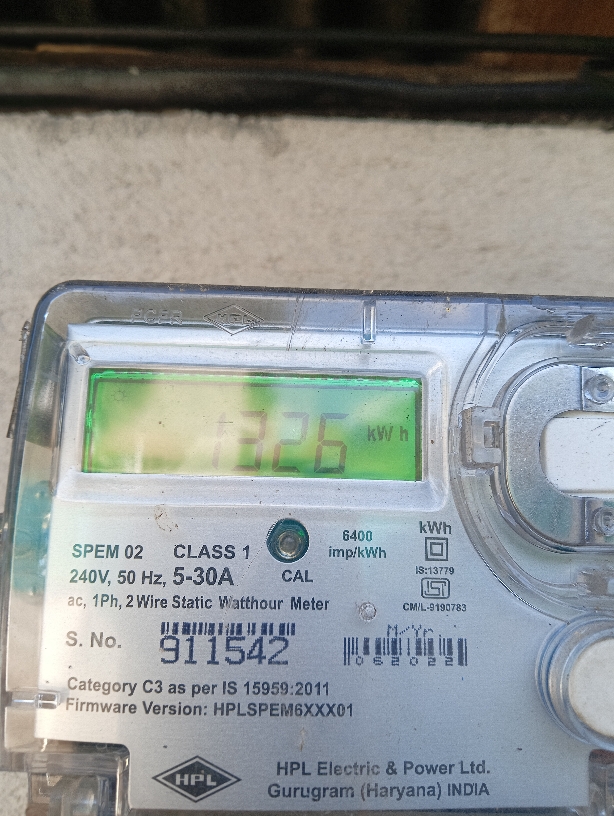 HPL
1326 kWh
6400
imp/kWh
kWh
SPEM 02 CLASS 1
240V, 50 Hz, 5-30A
CAL
IS:13779
ISI
CM/L-9190783
ac, 1Ph, 2 Wire Static Watthour Meter
S. No. 911542
M/Yr
062022
Category C3 as per IS 15959:2011
Firmware Version: HPLSPEM6XXX01
HPL
HPL Electric & Power Ltd.
Gurugram (Haryana) INDIA